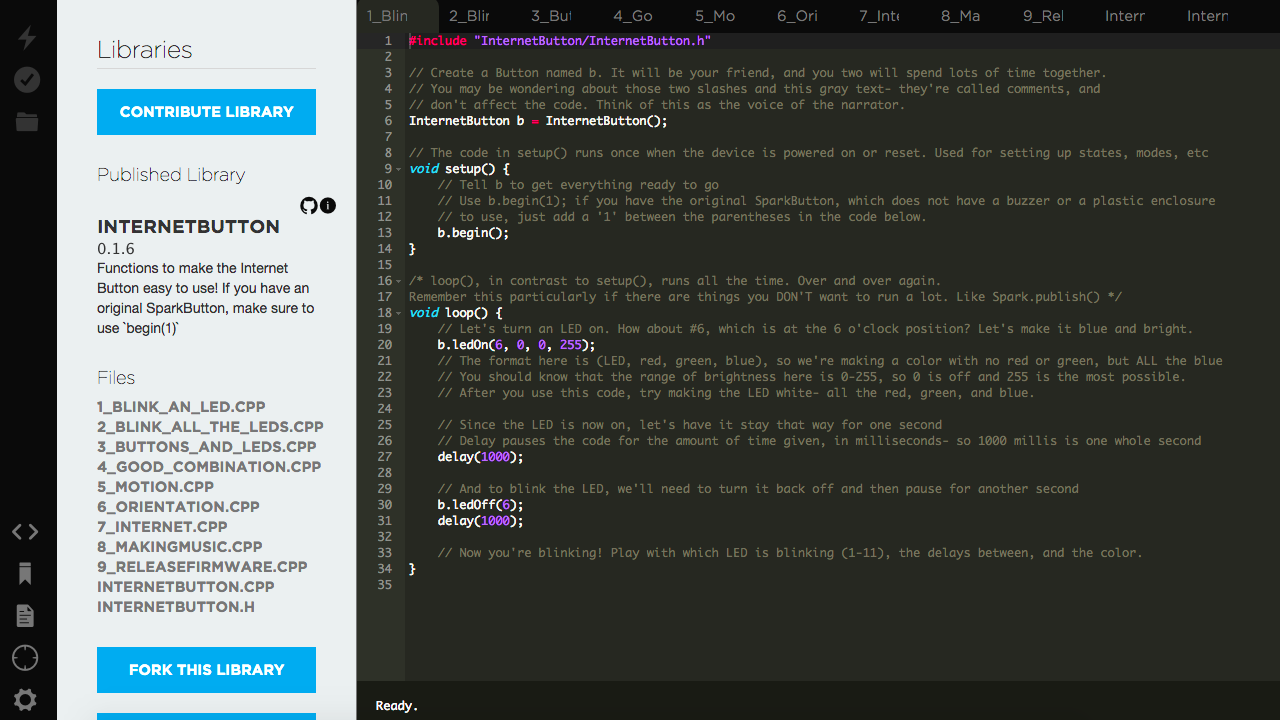 Libraries
CONTRIBUTE LIBRARY
Published Library
INTERNETBUTTON
0.1.6
Functions to make the Internet
Button easy to use! If you have an
original SparkButton, make sure to
use `begin(1)`
Files
1_BLINK_AN_LED.CPP
2_BLINK_ALL_THE_LEDS.CPP
3_BUTTONS_AND_LEDS.CPP
4_GOOD_COMBINATION.CPP
5_MOTION.CPP
6_ORIENTATION.CPP
7_INTERNET.CPP
8_MAKINGMUSIC.CPP
9_RELEASEFIRMWARE.CPP
INTERNETBUTTON.CPP
INTERNETBUTTON.H
FORK THIS LIBRARY
1_Blin 2_Blir 3_But 4_Go 5_Mo 6_Ori 7_Inte 8_Ma 9_Rel Interr Intern
1 #include "InternetButton/InternetButton.h"
2
3 // Create a Button named b. It will be your friend, and you two will spend lots of time together.
4 // You may be wondering about those two slashes and this gray text- they're called comments, and
5 // don't affect the code. Think of this as the voice of the narrator.
6 InternetButton b = InternetButton();
7
8 // The code in setup() runs once when the device is powered on or reset. Used for setting up states, modes, etc
9 void setup() {
10     // Tell b to get everything ready to go
11     // Use b.begin(1); if you have the original SparkButton, which does not have a buzzer or a plastic enclosure
12     // to use, just add a '1' between the parentheses in the code below.
13     b.begin();
14 }
15
16 /* loop(), in contrast to setup(), runs all the time. Over and over again.
17 Remember this particularly if there are things you DON'T want to run a lot. Like Spark.publish() */
18 void loop() {
19     // Let's turn an LED on. How about #6, which is at the 6 o'clock position? Let's make it blue and bright.
20     b.ledOn(6, 0, 0, 255);
21     // The format here is (LED, red, green, blue), so we're making a color with no red or green, but ALL the blue
22     // You should know that the range of brightness here is 0-255, so 0 is off and 255 is the most possible.
23     // After you use this code, try making the LED white- all the red, green, and blue.
24
25     // Since the LED is now on, let's have it stay that way for one second
26     // Delay pauses the code for the amount of time given, in milliseconds- so 1000 millis is one whole second
27     delay(1000);
28
29     // And to blink the LED, we'll need to turn it back off and then pause for another second
30     b.ledOff(6);
31     delay(1000);
32
33     // Now you're blinking! Play with which LED is blinking (1-11), the delays between, and the color.
34 }
35
Ready.